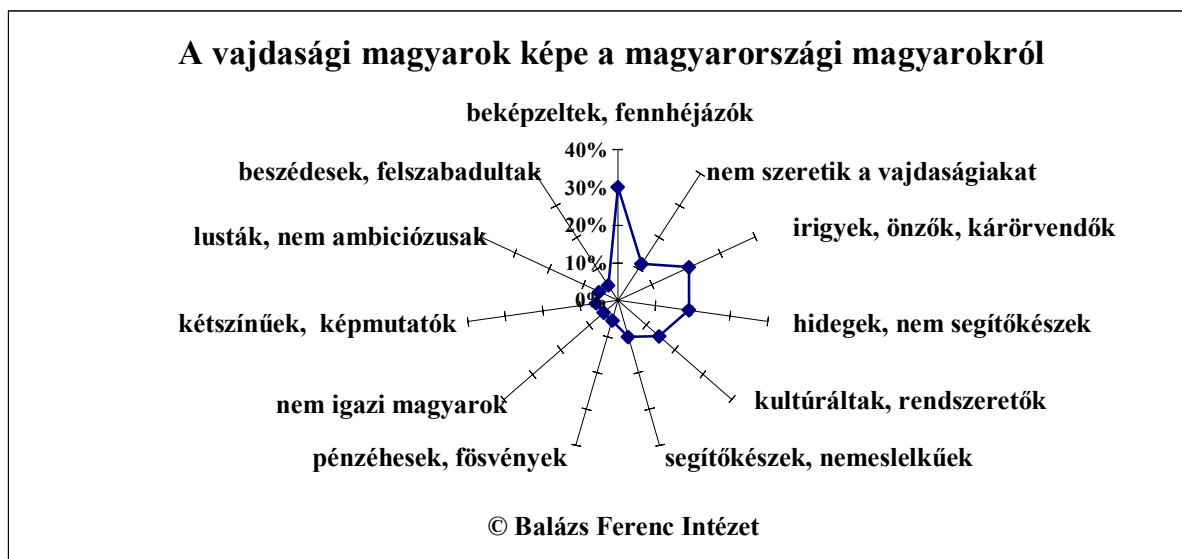 A vajdasági magyarok képe a magyarországi magyarokról
beképzeltek, fennhéjázók
40%
beszédesek, felszabadultak
nem szeretik a vajdaságiakat
30%
lusták, nem ambiciózusak
20%
irigyek, önzők, kárörvendők
10%
0%
kétszínűek, képmutatók
hidegek, nem segítőkészek
nem igazi magyarok
kultúráltak, rendszeretők
pénzéhesek, fösvények
segítőkészek, nemeslelkűek
© Balázs Ferenc Intézet